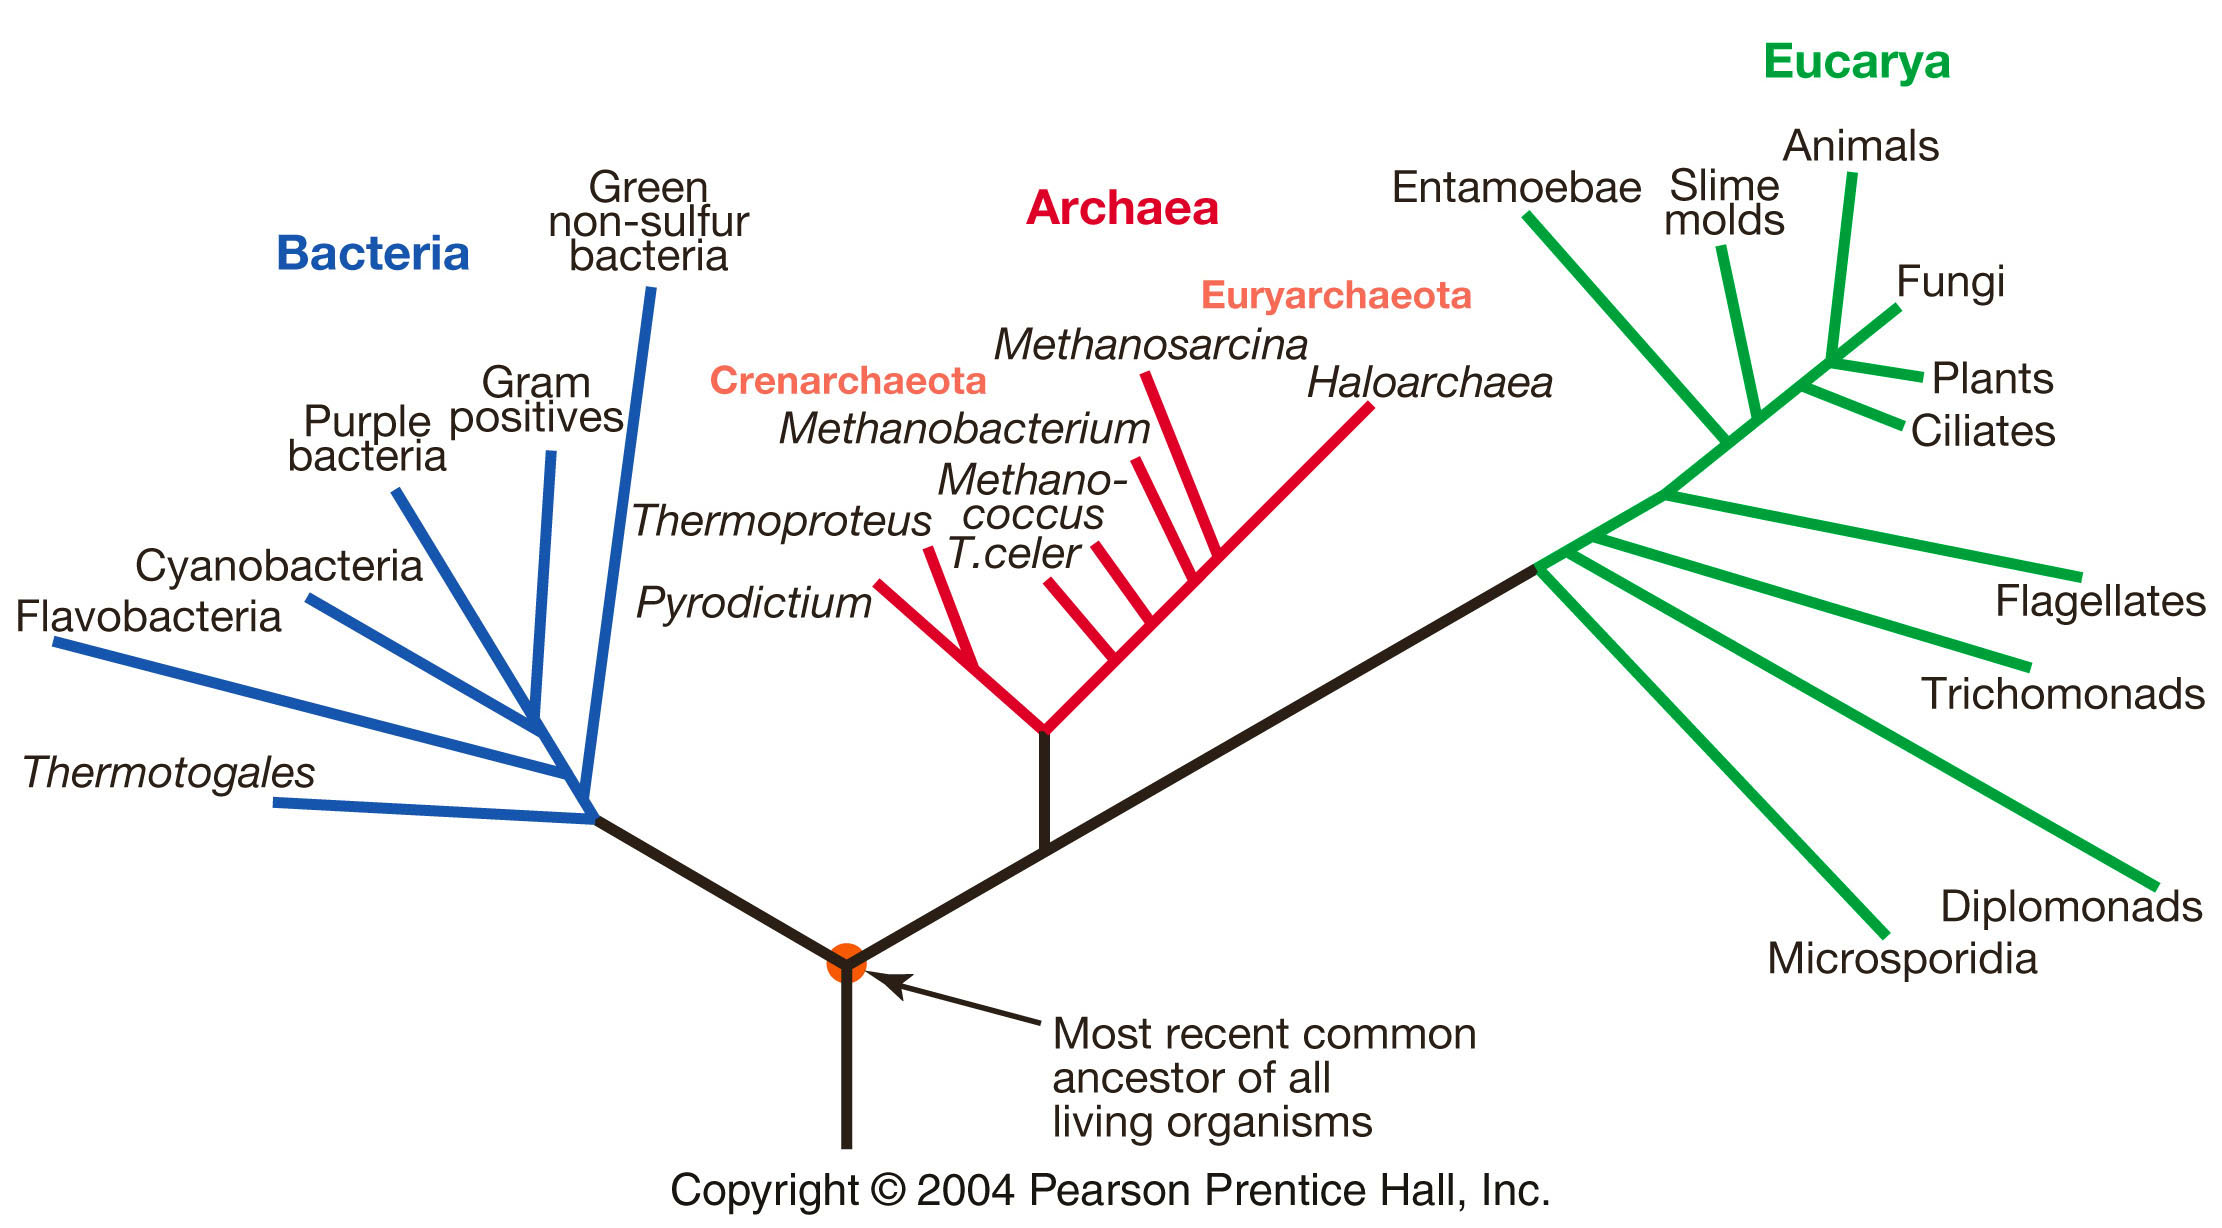 Eucarya
Animals
Entamoebae
Slime
molds
Green
non-sulfur
bacteria
Archaea
Bacteria
Fungi
Euryarchaeota
Methanosarcina
Crenarchaeota
Haloarchaea
Plants
Gram
positives
Purple
bacteria
Methanobacterium
Ciliates
Methano-
coccus
Thermoproteus
T.celer
Cyanobacteria
Pyrodictium
Flavobacteria
Flagellates
Trichomonads
Thermotogales
Diplomonads
Microsporidia
Most recent common
ancestor of all
living organisms
Copyright © 2004 Pearson Prentice Hall, Inc.